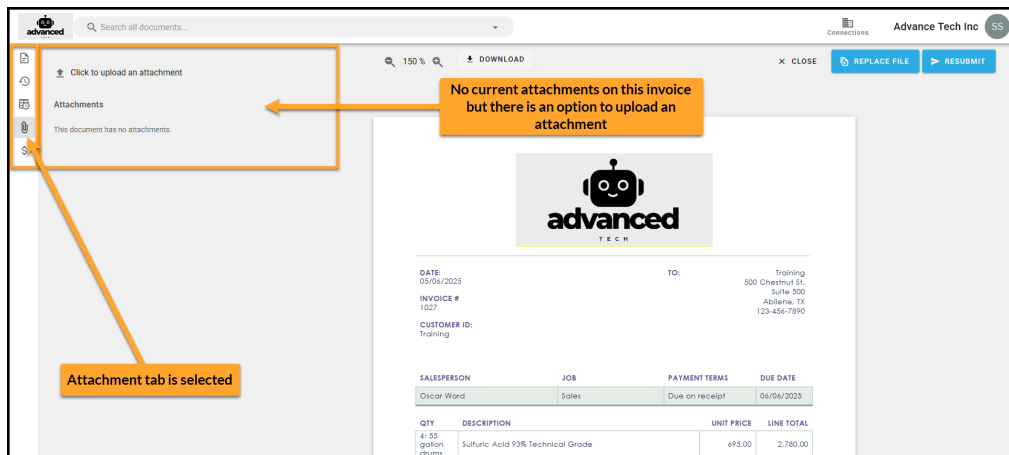 advanced
TECH
Search all documents...
Connections
Advance Tech Inc
SS
Click to upload an attachment
Attachments
This document has no attachments.
150 %
DOWNLOAD
CLOSE
REPLACE FILE
RESUBMIT
No current attachments on this invoice
but there is an option to upload an
attachment
Attachment tab is selected
advanced
TECH
DATE:
05/06/2025
INVOICE #
1027
CUSTOMER ID:
Training
TO:
Training
500 Chestnut St.
Suite 500
Abilene, TX
123-456-7890
SALESPERSON JOB PAYMENT TERMS DUE DATE
Oscar Ward Sales Due on receipt 06/06/2025
QTY DESCRIPTION UNIT PRICE LINE TOTAL
4: 55
gallon Sulfuric Acid 93% Technical Grade 695.00 2,780.00
drums